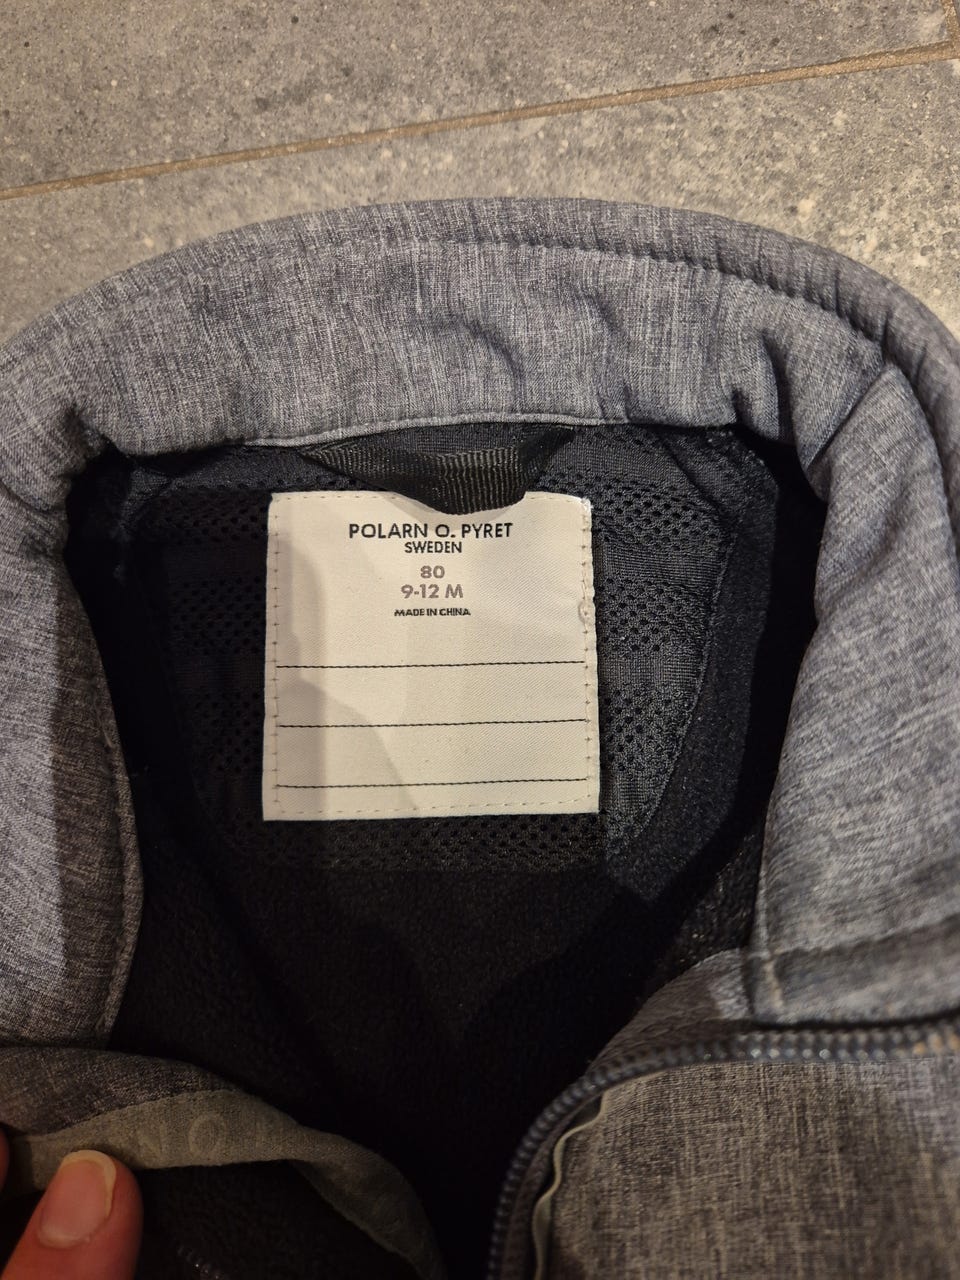 POLARN O. PYRET
SWEDEN
80
9-12 M
MADE IN CHINA